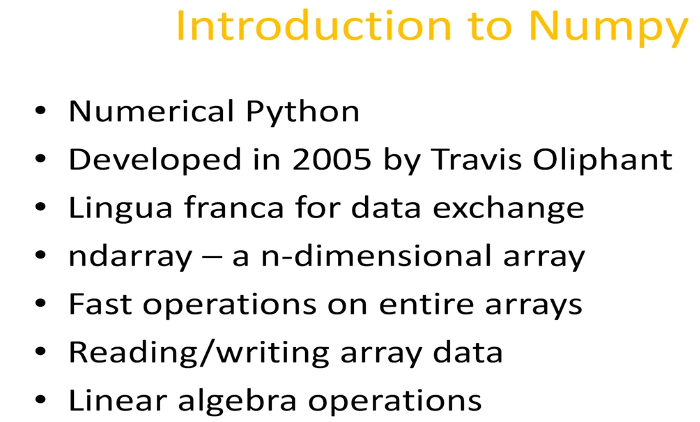 Introduction to Numpy
• Numerical Python
• Developed in 2005 by Travis Oliphant
• Lingua franca for data exchange
• ndarray – a n-dimensional array
• Fast operations on entire arrays
• Reading/writing array data
• Linear algebra operations